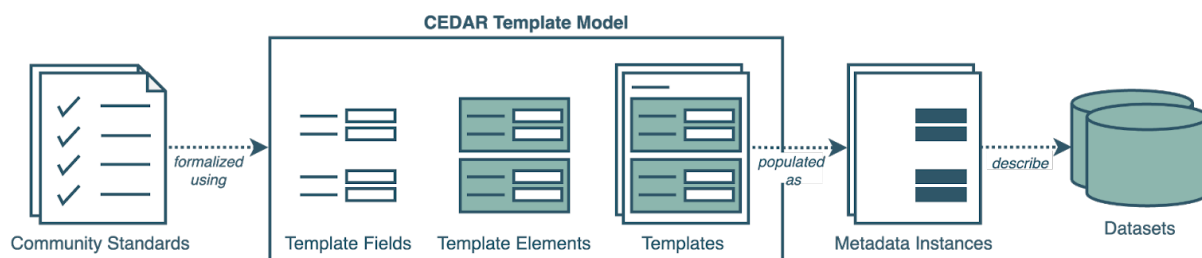 CEDAR Template Model
formalized
using
populated
as
describe
Community Standards
Template Fields
Template Elements
Templates
Metadata Instances
Datasets